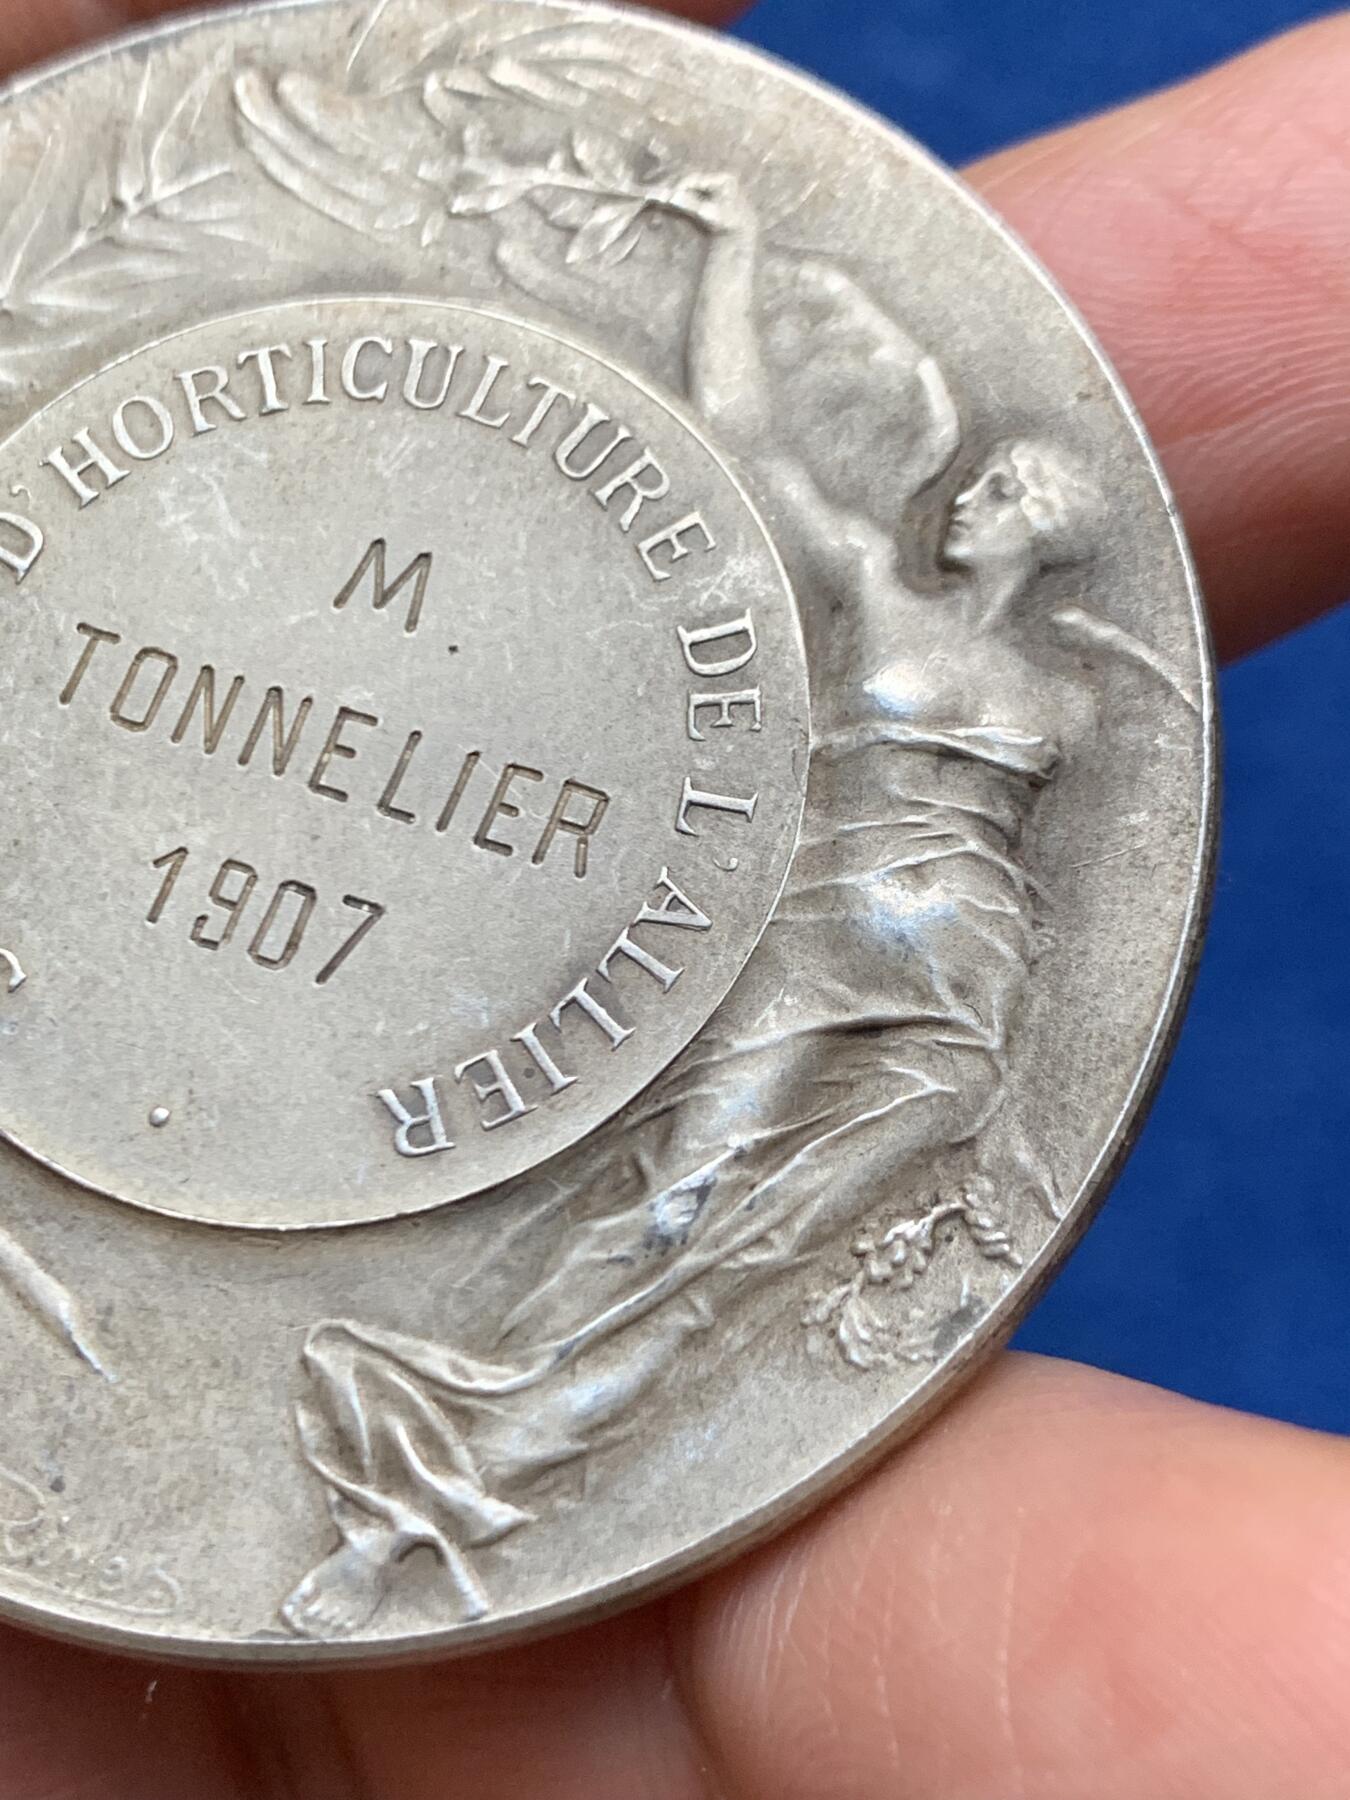 D'HORTICULTURE DE L'ALLIER
M.
TONNELIER
1907